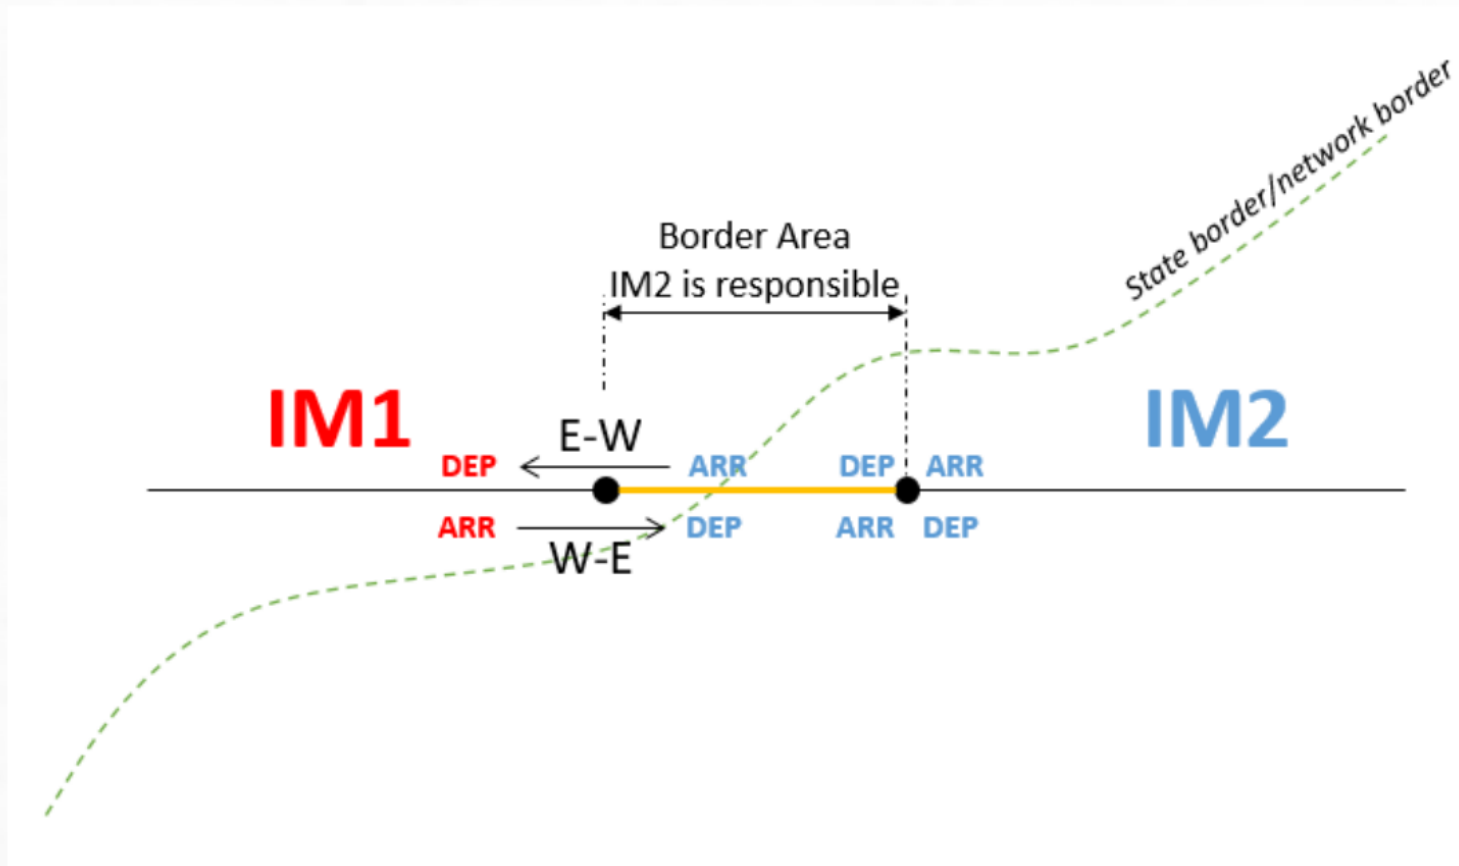 State border/network border
Border Area
IM2 is responsible
IM1
IM2
E-W
DEP
ARR
DEP
ARR
ARR
DEP
ARR
DEP
W-E